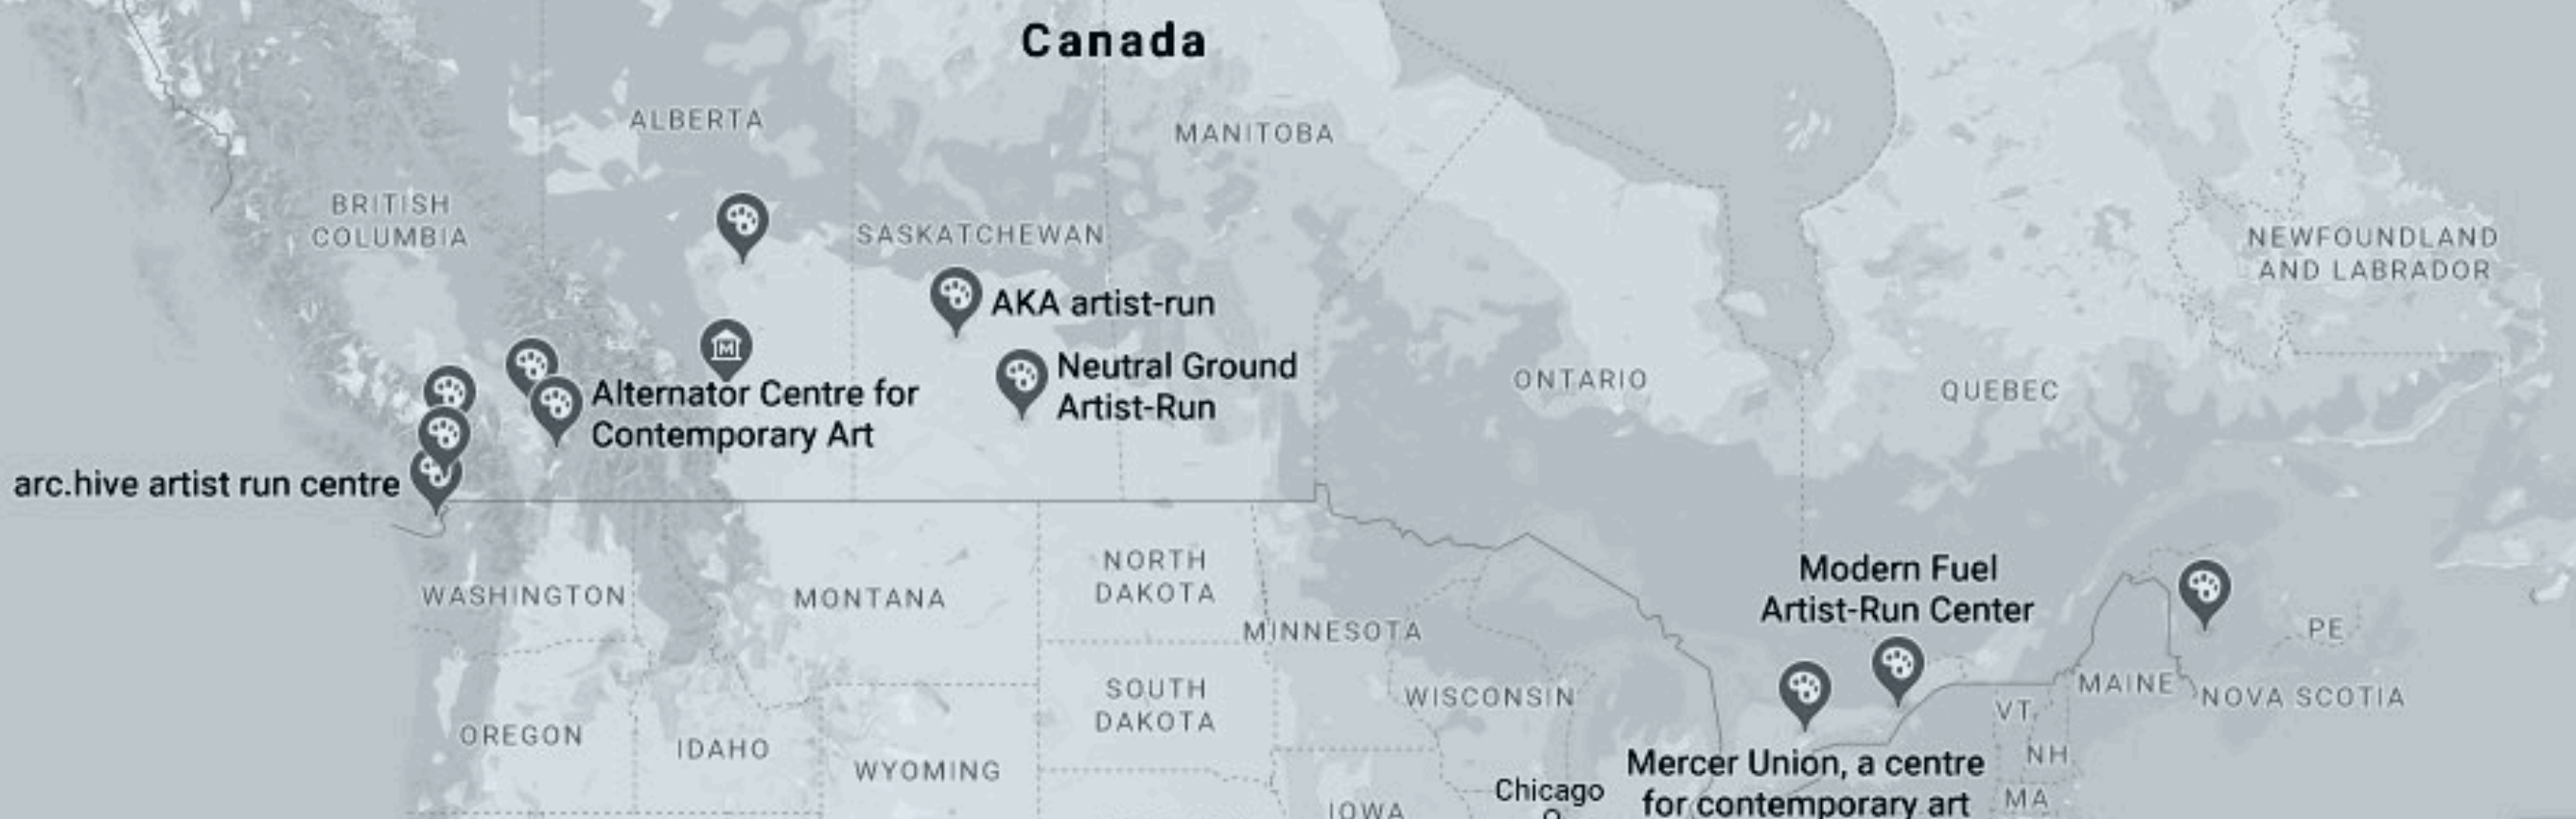 Canada
ALBERTA
MANITOBA
BRITISH
COLUMBIA
SASKATCHEWAN
NEWFOUNDLAND
AND LABRADOR
AKA artist-run
Neutral Ground
Artist-Run
ONTARIO
QUEBEC
Alternator Centre for
Contemporary Art
arc.hive artist run centre
NORTH
DAKOTA
Modern Fuel
Artist-Run Center
WASHINGTON
MONTANA
MINNESOTA
PE
SOUTH
DAKOTA
WISCONSIN
MAINE
NOVA SCOTIA
VT
OREGON
IDAHO
WYOMING
NH
Mercer Union, a centre
for contemporary art
Chicago
MA
IOWA
M